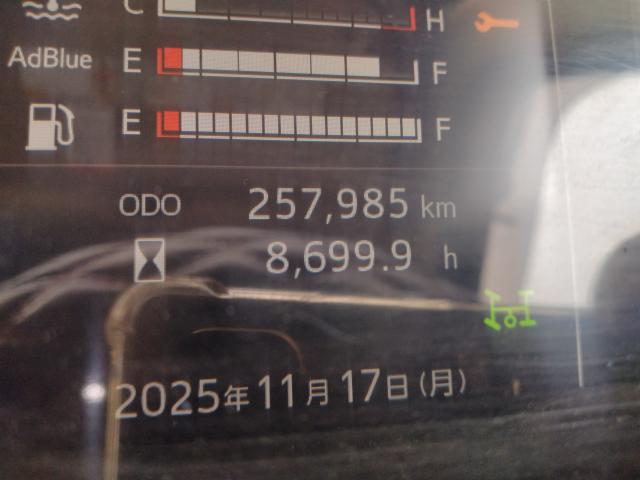 C H
AdBlue E F
E F
ODO 257,985 km
8,699.9 h
2025年11月17日(月)